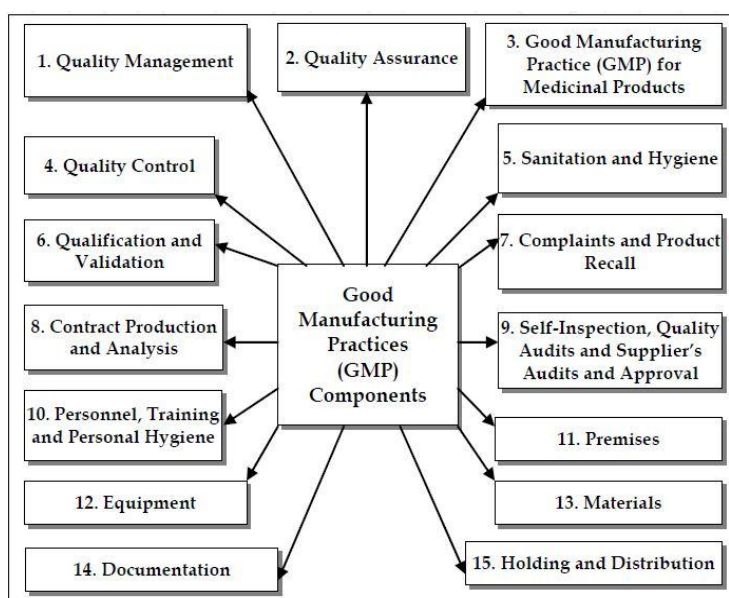 1. Quality Management
2. Quality Assurance
3. Good Manufacturing
Practice (GMP) for
Medicinal Products
4. Quality Control
5. Sanitation and Hygiene
6. Qualification and
Validation
7. Complaints and Product
Recall
Good
Manufacturing
Practices
(GMP)
Components
8. Contract Production
and Analysis
9. Self-Inspection, Quality
Audits and Supplier's
Audits and Approval
10. Personnel, Training
and Personal Hygiene
11. Premises
12. Equipment
13. Materials
14. Documentation
15. Holding and Distribution